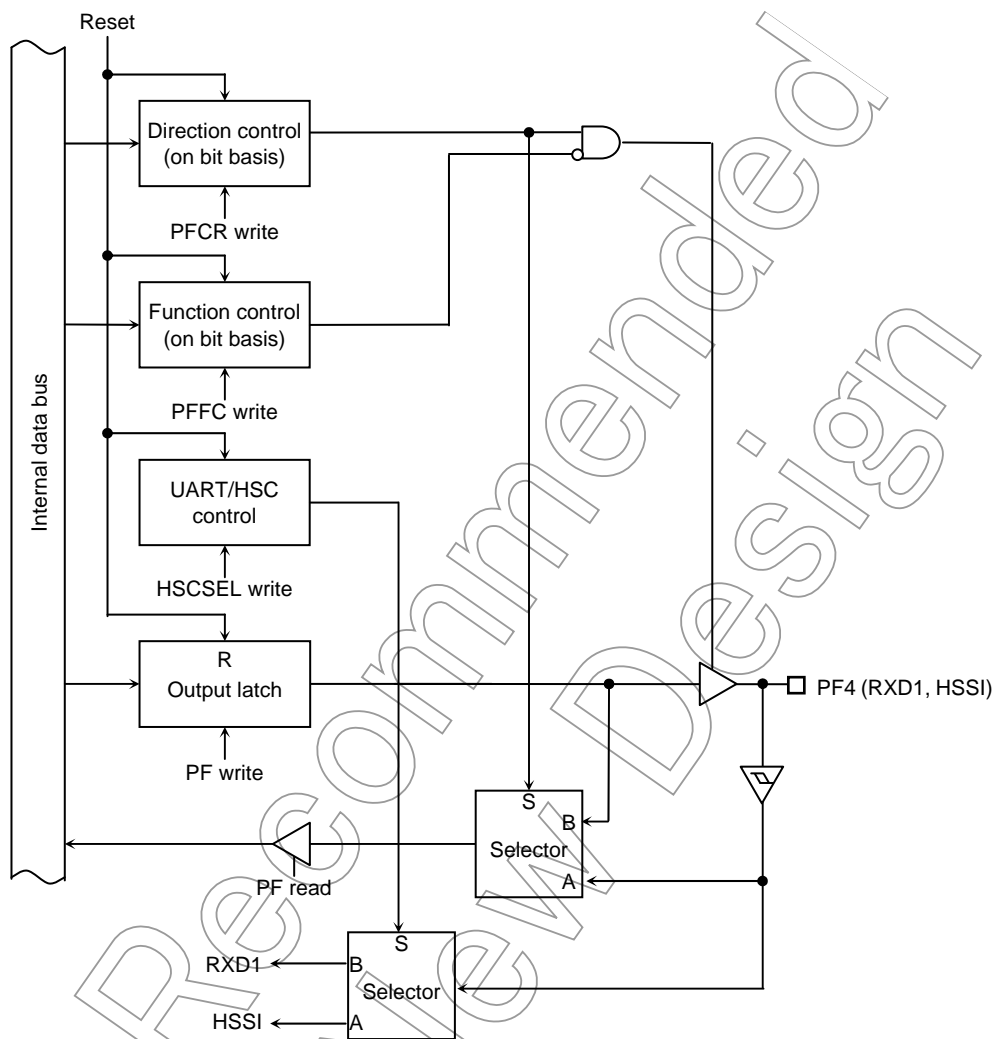 Reset
Direction control
(on bit basis)
PFCR write
Function control
(on bit basis)
PFFC write
Internal data bus
UART/HSC
control
HSCSEL write
R
Output latch
PF4 (RXD1, HSSI)
PF write
S
B
Selector
A
PF read
S
RXD1
B
Selector
HSSI
A
Recommended
New Design